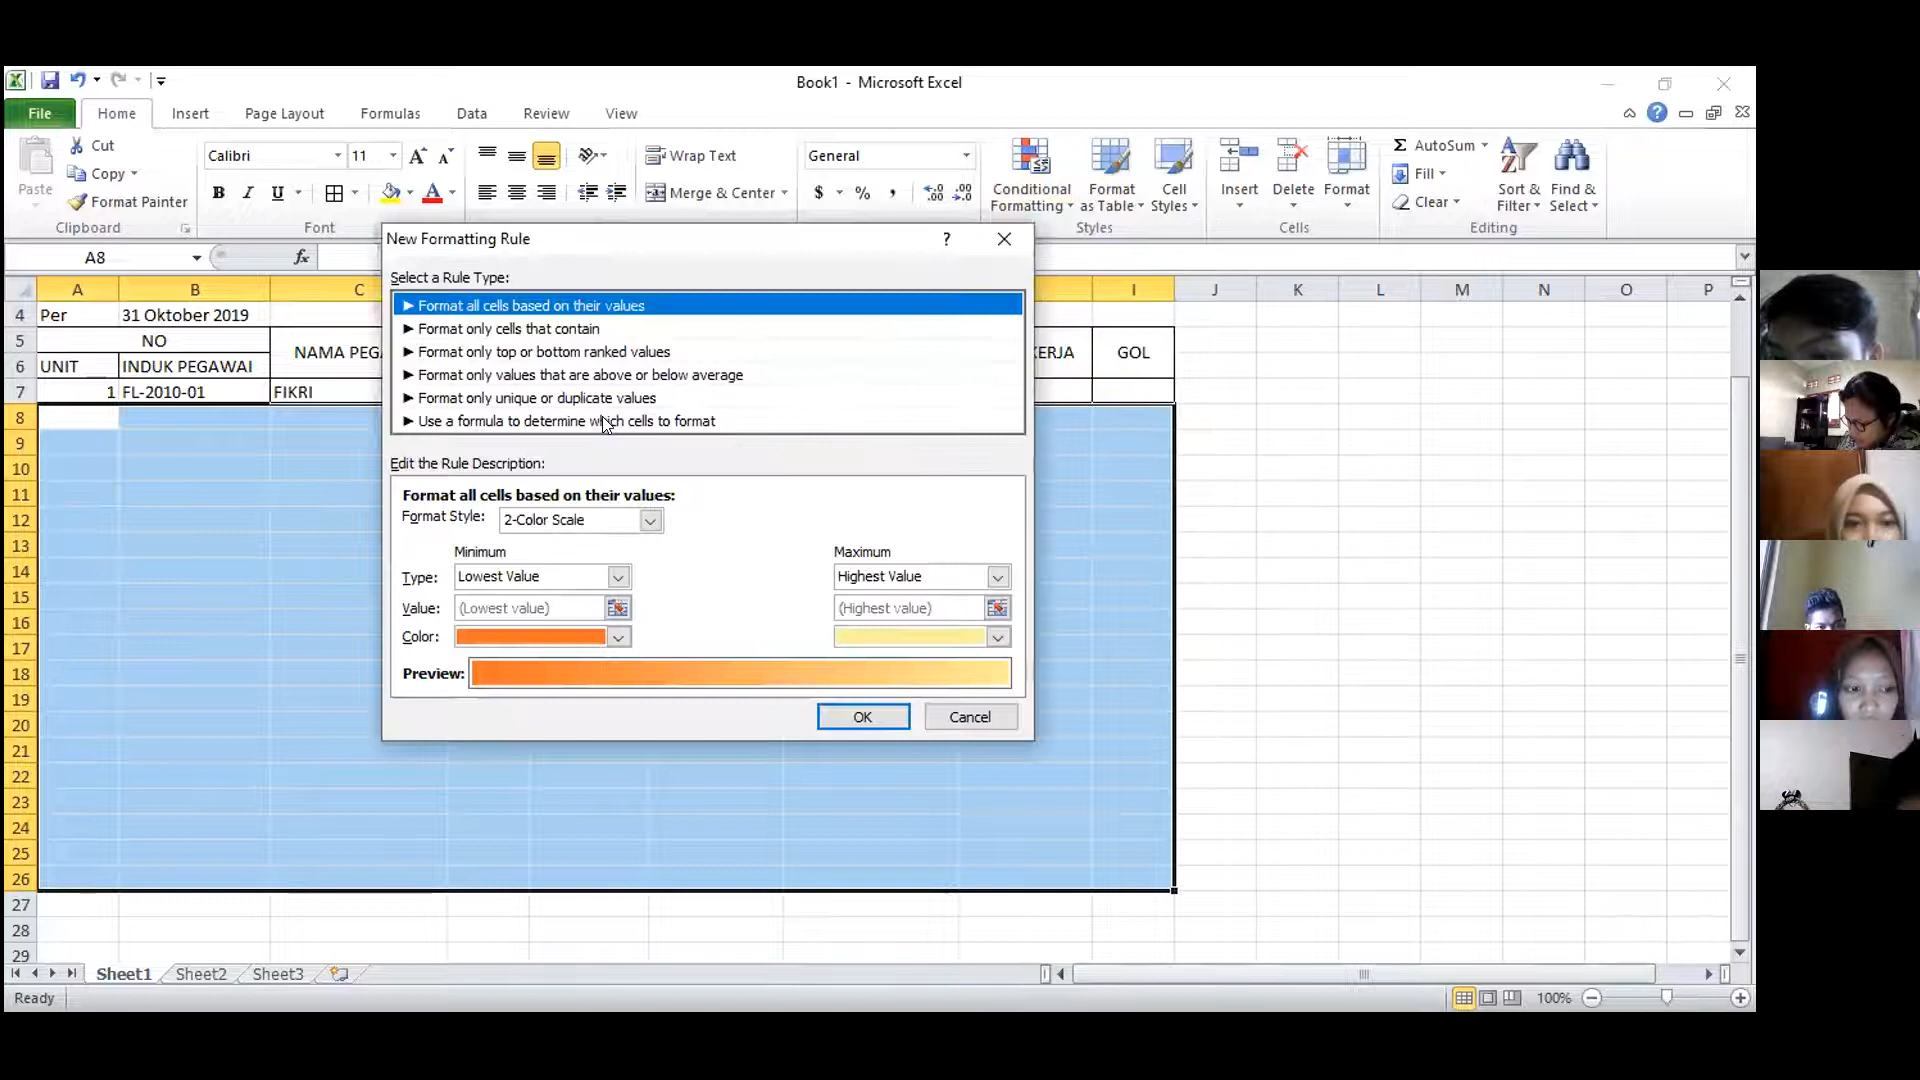 Book1 - Microsoft Excel
File Home Insert Page Layout Formulas Data Review View
Cut
Copy
Format Painter
Paste
Clipboard
Calibri 11
B I U A
Font
Wrap Text
Merge & Center
General
$ % ,
Conditional Formatting
Format as Table
Cell Styles
Styles
Insert Delete Format
Cells
AutoSum
Fill
Clear
Sort & Filter
Find & Select
Editing
A8 fx
A B C I J K L M N O P
4 Per 31 Oktober 2019
5 NO
NAMA PEGA
ERJA GOL
6 UNIT INDUK PEGAWAI
7 1 FL-2010-01 FIKRI
8
9
10
11
12
13
14
15
16
17
18
19
20
21
22
23
24
25
26
27
28
29
New Formatting Rule ?
Select a Rule Type:
► Format all cells based on their values
► Format only cells that contain
► Format only top or bottom ranked values
► Format only values that are above or below average
► Format only unique or duplicate values
► Use a formula to determine which cells to format
Edit the Rule Description:
Format all cells based on their values:
Format Style: 2-Color Scale
Minimum Maximum
Type: Lowest Value Highest Value
Value: (Lowest value) (Highest value)
Color:
Preview:
OK Cancel
Sheet1 Sheet2 Sheet3
Ready 100%